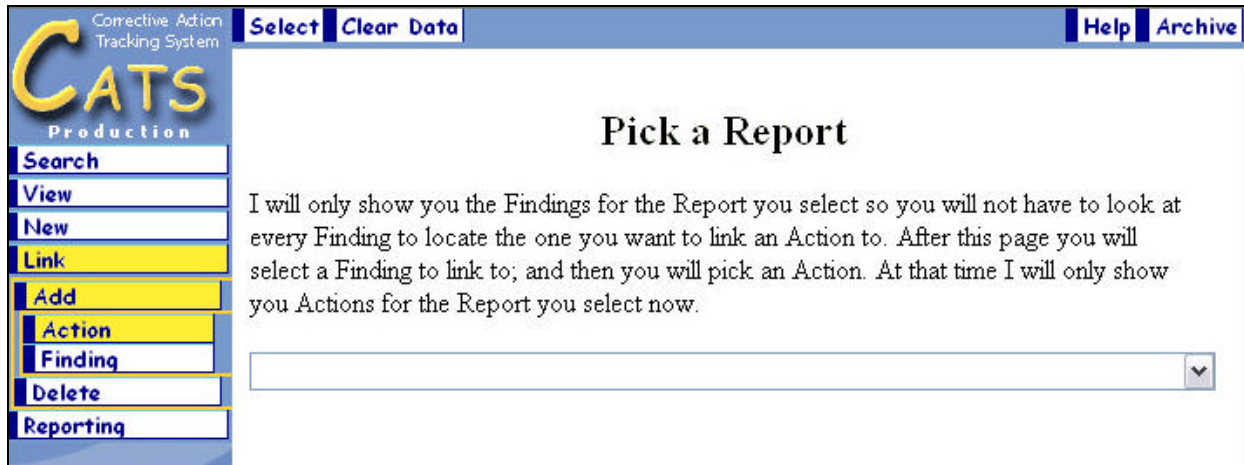 Corrective Action
Tracking System
CATS
Production
Select Clear Data
Help Archive
Search
View
New
Link
Add
Action
Finding
Delete
Reporting
Pick a Report
I will only show you the Findings for the Report you select so you will not have to look at
every Finding to locate the one you want to link an Action to. After this page you will
select a Finding to link to; and then you will pick an Action. At that time I will only show
you Actions for the Report you select now.